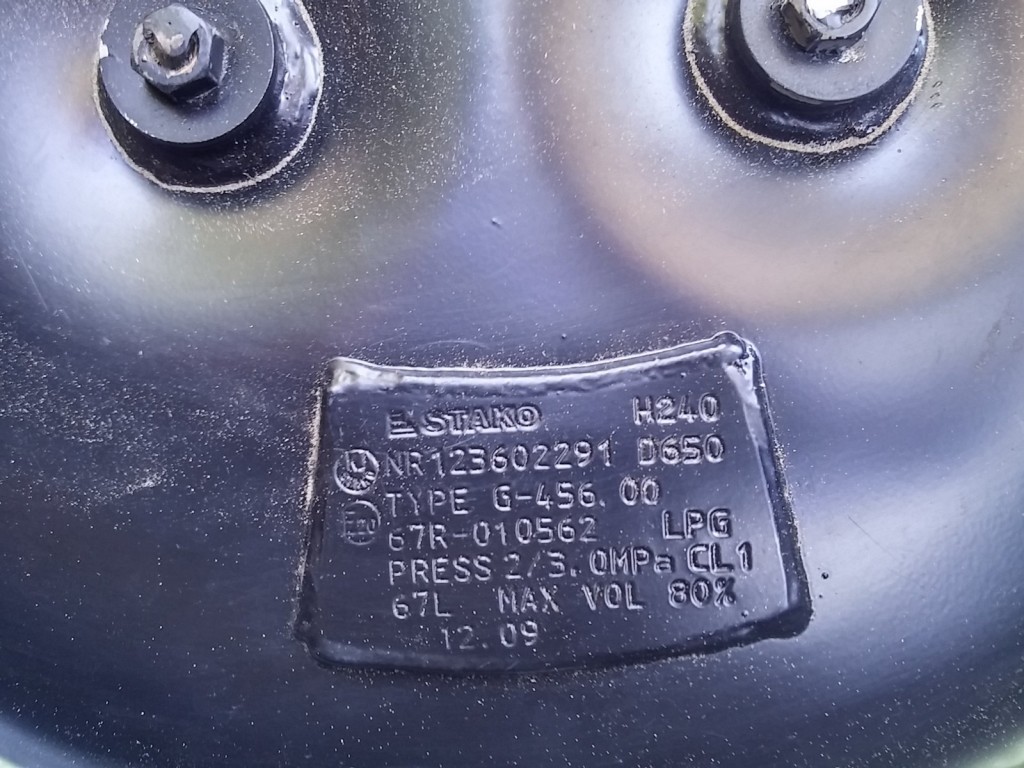 STAKO H240
NR123602291 D650
TYPE G-456.00
67R-010562 LPG
PRESS 2/3.0MPa CL1
67L MAX VOL 80%
12.09